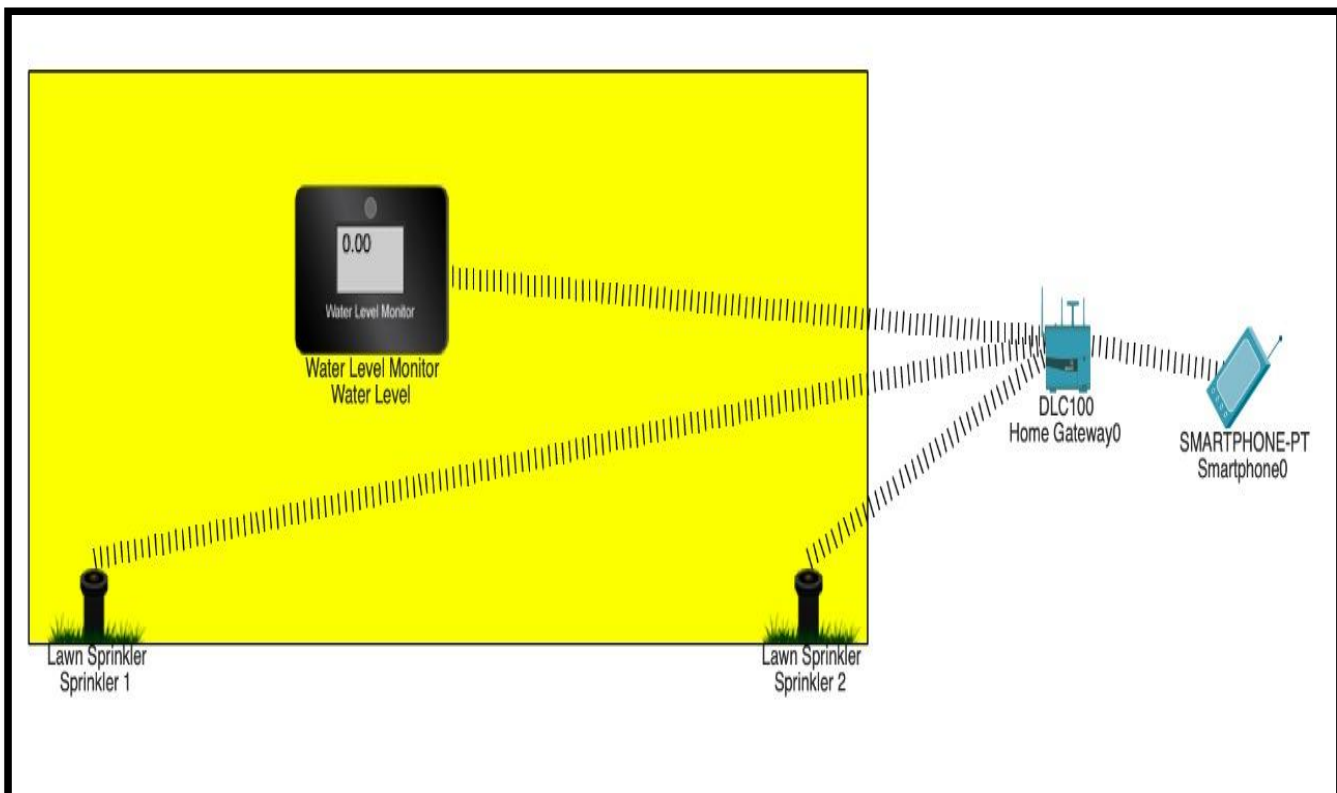 0.00
Water Level Monitor
Water Level Monitor
Water Level
DLC100
Home Gateway0
SMARTPHONE-PT
Smartphone0
Lawn Sprinkler
Sprinkler 1
Lawn Sprinkler
Sprinkler 2